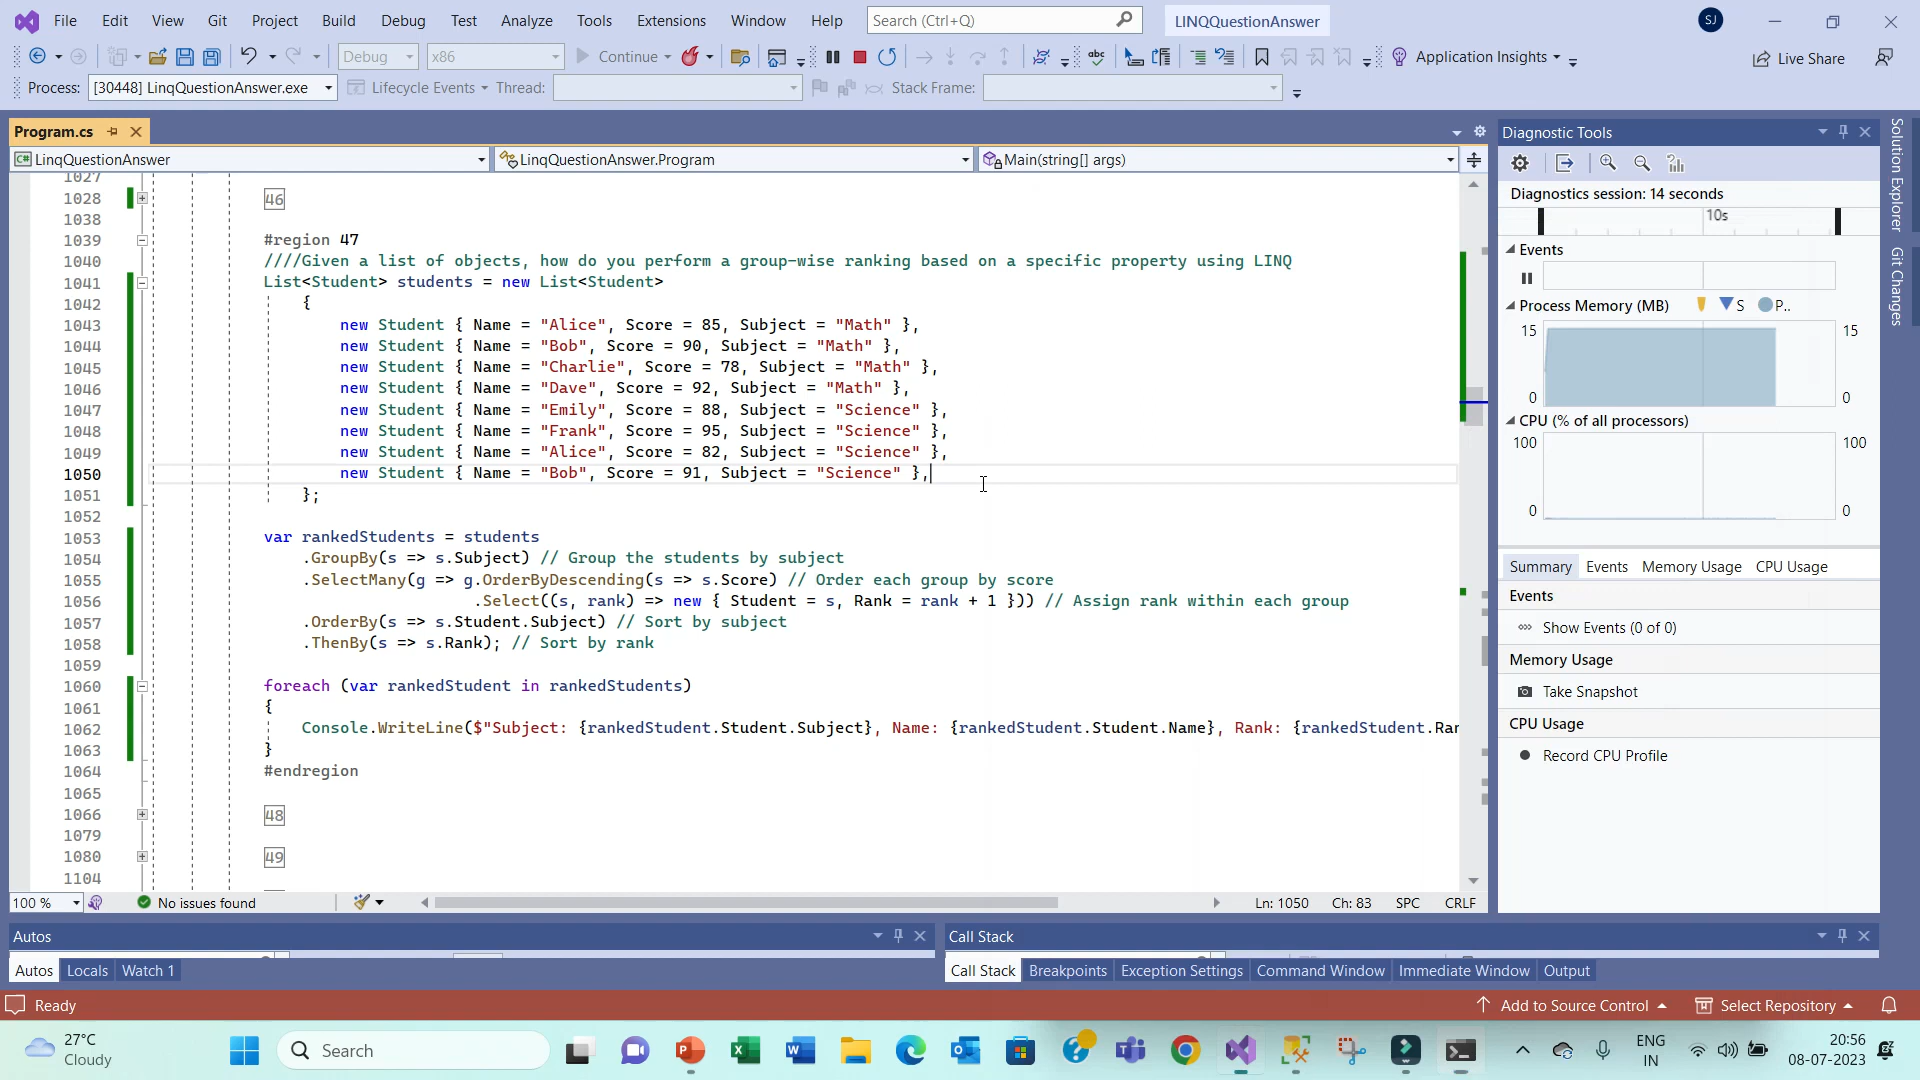 File Edit View Git Project Build Debug Test Analyze Tools Extensions Window Help Search (Ctrl+Q) LINQQuestionAnswer SJ
Debug x86 Continue Application Insights Live Share
Process: [30448] LinqQuestionAnswer.exe Lifecycle Events Thread: Stack Frame:
Program.cs
LinqQuestionAnswer LinqQuestionAnswer.Program Main(string[] args)
1027
1028 46
1038
1039 #region 47
1040 ////Given a list of objects, how do you perform a group-wise ranking based on a specific property using LINQ
1041 List<Student> students = new List<Student>
1042 {
1043 new Student { Name = "Alice", Score = 85, Subject = "Math" },
1044 new Student { Name = "Bob", Score = 90, Subject = "Math" },
1045 new Student { Name = "Charlie", Score = 78, Subject = "Math" },
1046 new Student { Name = "Dave", Score = 92, Subject = "Math" },
1047 new Student { Name = "Emily", Score = 88, Subject = "Science" },
1048 new Student { Name = "Frank", Score = 95, Subject = "Science" },
1049 new Student { Name = "Alice", Score = 82, Subject = "Science" },
1050 new Student { Name = "Bob", Score = 91, Subject = "Science" },
1051 };
1052
1053 var rankedStudents = students
1054 .GroupBy(s => s.Subject) // Group the students by subject
1055 .SelectMany(g => g.OrderByDescending(s => s.Score) // Order each group by score
1056 .Select((s, rank) => new { Student = s, Rank = rank + 1 })) // Assign rank within each group
1057 .OrderBy(s => s.Student.Subject) // Sort by subject
1058 .ThenBy(s => s.Rank); // Sort by rank
1059
1060 foreach (var rankedStudent in rankedStudents)
1061 {
1062 Console.WriteLine($"Subject: {rankedStudent.Student.Subject}, Name: {rankedStudent.Student.Name}, Rank: {rankedStudent.Ran
1063 }
1064 #endregion
1065
1066 48
1079
1080 49
1104
100 % No issues found Ln: 1050 Ch: 83 SPC CRLF
Diagnostic Tools
Diagnostics session: 14 seconds
10s
Events
Process Memory (MB) S P..
15 15
0 0
CPU (% of all processors)
100 100
0 0
Summary Events Memory Usage CPU Usage
Events
Show Events (0 of 0)
Memory Usage
Take Snapshot
CPU Usage
Record CPU Profile
Solution Explorer
Git Changes
Autos
Autos Locals Watch 1
Call Stack
Call Stack Breakpoints Exception Settings Command Window Immediate Window Output
Ready Add to Source Control Select Repository
27°C
Cloudy
Search
ENG
IN
20:56
08-07-2023